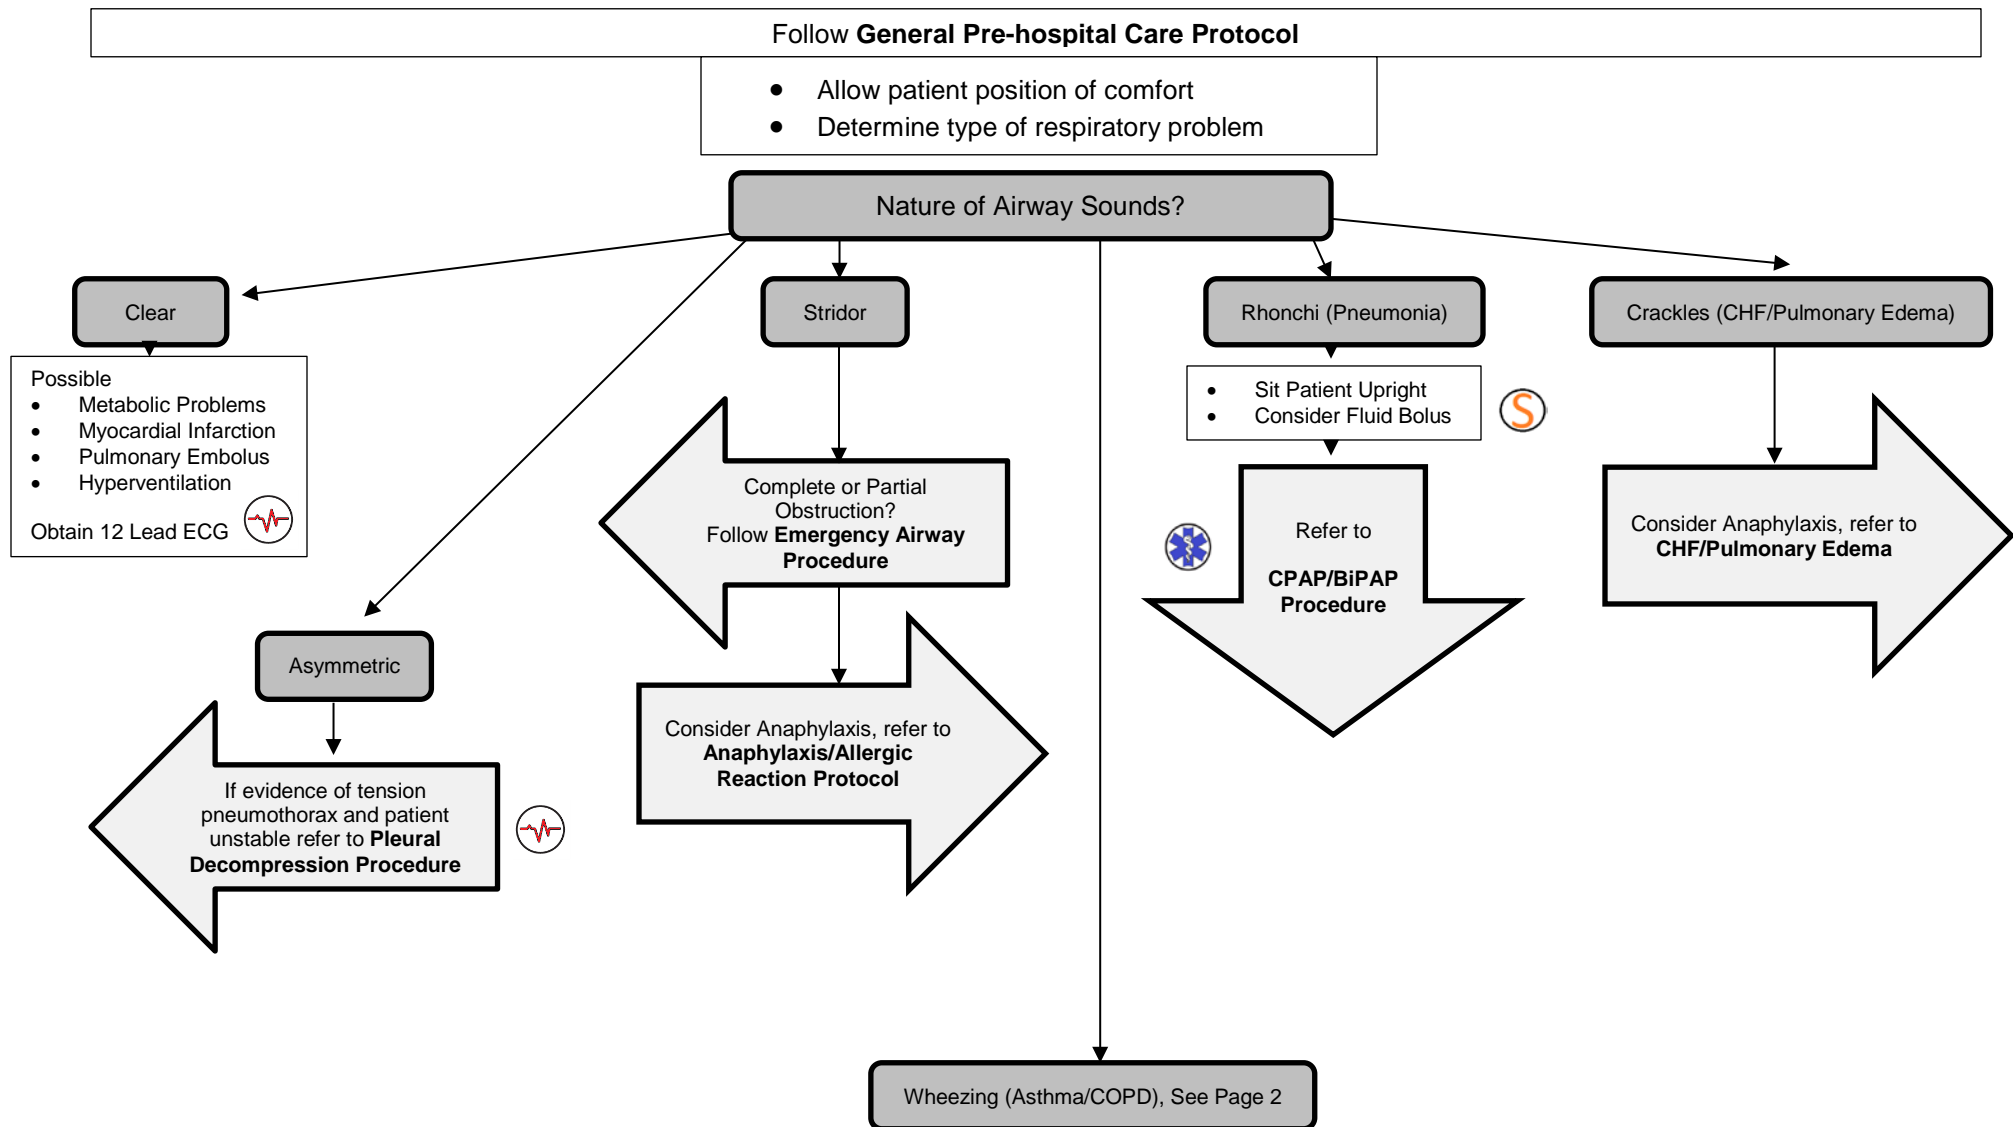 Follow General Pre-hospital Care Protocol
• Allow patient position of comfort
• Determine type of respiratory problem
Nature of Airway Sounds?
Clear
Stridor
Rhonchi (Pneumonia)
Crackles (CHF/Pulmonary Edema)
Possible
• Metabolic Problems
• Myocardial Infarction
• Pulmonary Embolus
• Hyperventilation
Obtain 12 Lead ECG
• Sit Patient Upright
• Consider Fluid Bolus
S
Complete or Partial
Obstruction?
Follow Emergency Airway
Procedure
Refer to
CPAP/BiPAP
Procedure
Consider Anaphylaxis, refer to
CHF/Pulmonary Edema
Asymmetric
Consider Anaphylaxis, refer to
Anaphylaxis/Allergic
Reaction Protocol
If evidence of tension
pneumothorax and patient
unstable refer to Pleural
Decompression Procedure
Wheezing (Asthma/COPD), See Page 2